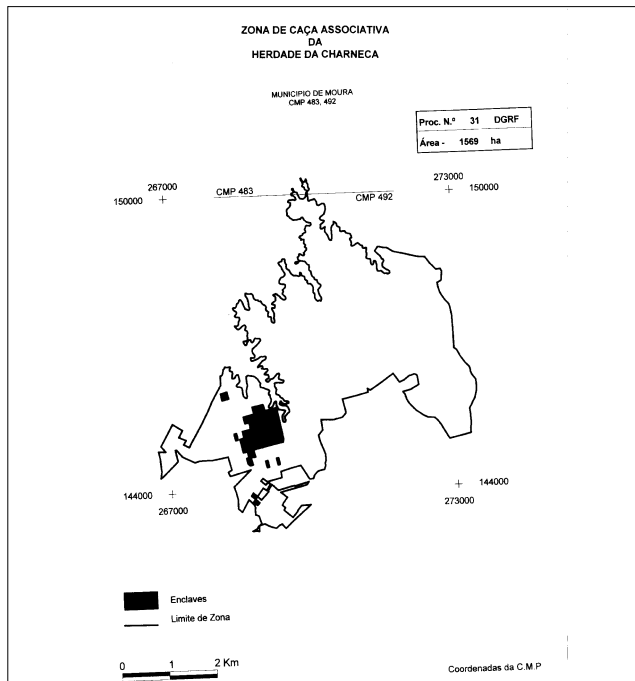 ZONA DE CAÇA ASSOCIATIVA
DA
HERDADE DA CHARNECA
MUNICIPIO DE MOURA
CMP 483, 492
Proc. N.º 31 DGRF
Área - 1569 ha
267000
273000
150000
CMP 483
CMP 492
150000
144000
144000
267000
273000
Enclaves
Limite de Zona
0 1 2 Km
Coordenadas da C.M.P